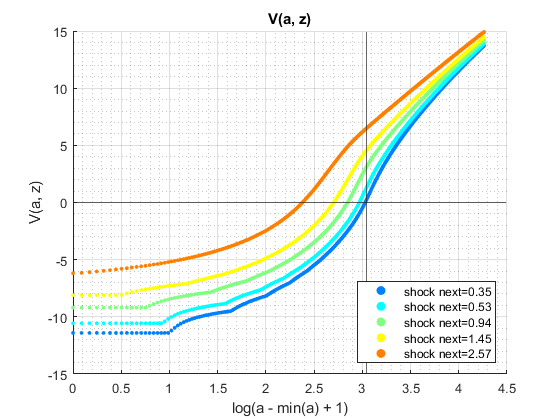 V(a, z)
15
10
5
0
-5
-10
-15
V(a, z)
0 0.5 1 1.5 2 2.5 3 3.5 4 4.5
log(a - min(a) + 1)
shock next=0.35
shock next=0.53
shock next=0.94
shock next=1.45
shock next=2.57